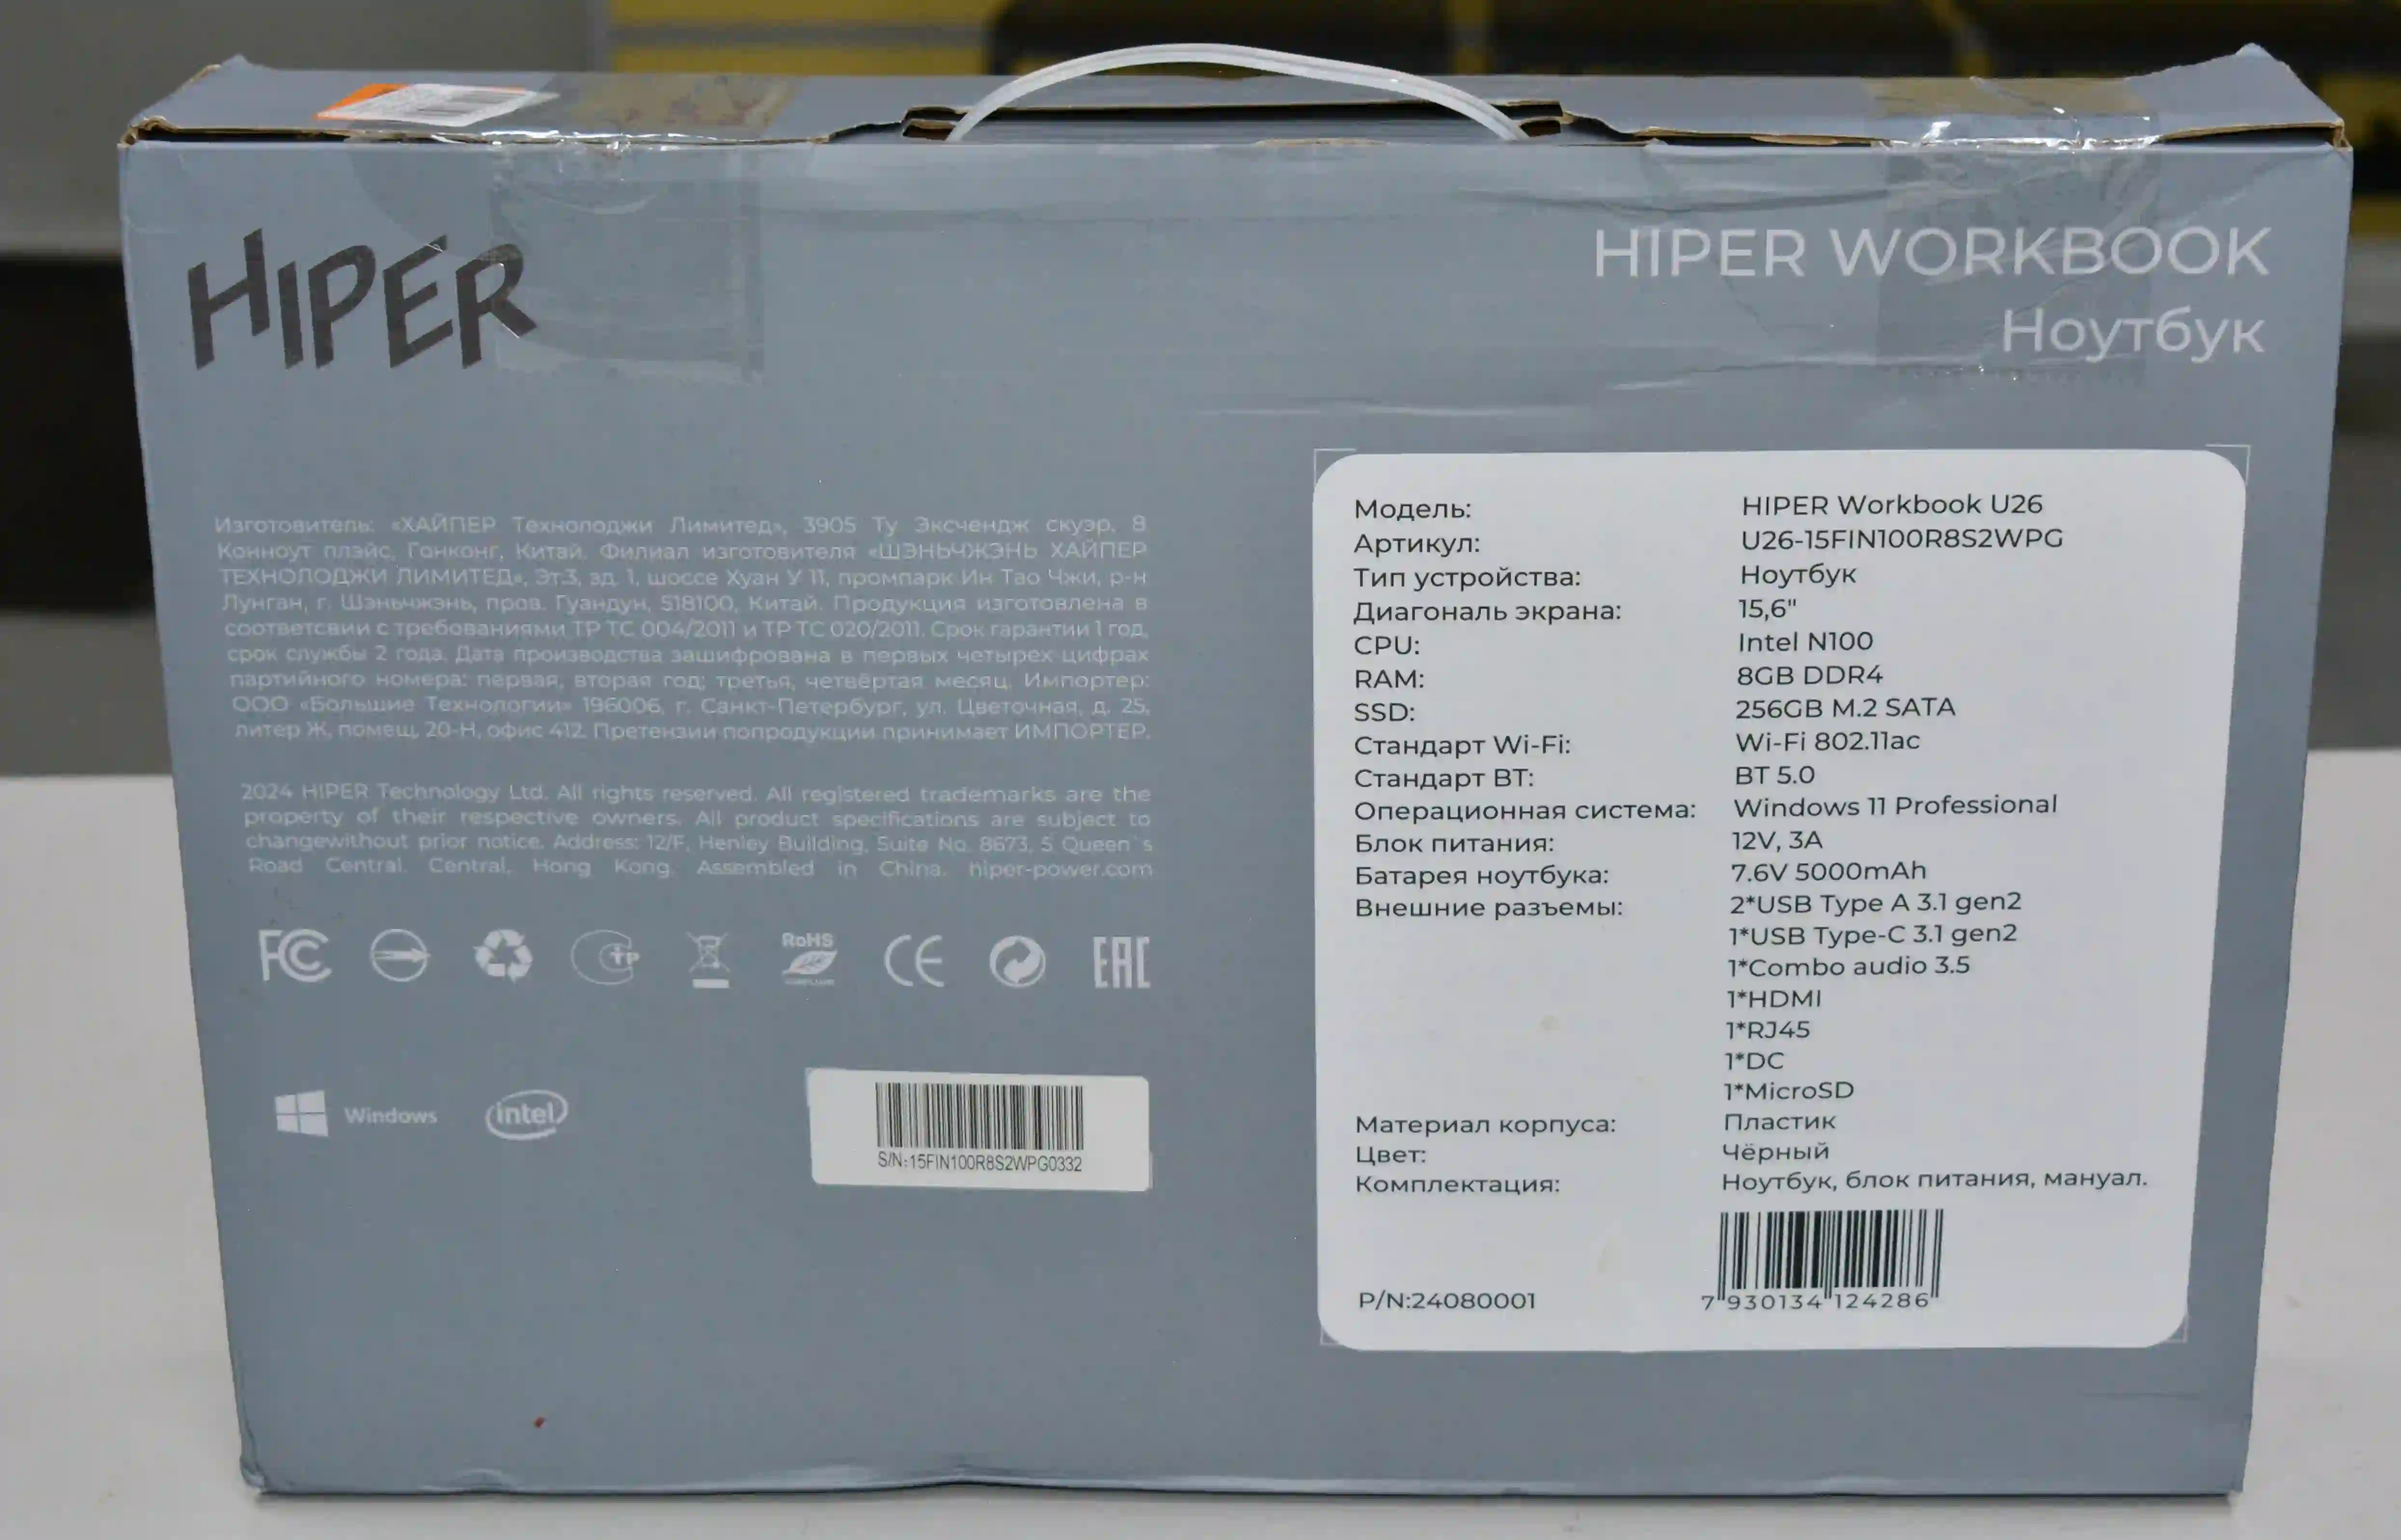 HIPER
HIPER WORKBOOK
Ноутбук
Изготовитель: «ХАЙПЕР Технолоджи Лимитед», 3905 Ту Эксчендж скуэр, 8
Конноут плэйс, Гонконг, Китай. Филиал изготовителя «ШЭНЬЧЖЭНЬ ХАЙПЕР
ТЕХНОЛОДЖИ ЛИМИТЕД», Эт.3, зд. 1, шоссе Хуан У 11, промпарк Ин Тао Чжи, р-н
Лунган, г. Шэньчжэнь, пров. Гуандун, 518100, Китай. Продукция изготовлена в
соответсвии с требованиями ТР ТС 004/2011 и ТР ТС 020/2011. Срок гарантии 1 год,
срок службы 2 года. Дата производства зашифрована в первых четырех цифрах
партийного номера: первая, вторая год; третья, четвёртая месяц. Импортер:
ООО «Большие Технологии» 196006, г. Санкт-Петербург, ул. Цветочная, д. 25,
литер Ж, помещ. 20-Н, офис 412. Претензии попродукции принимает ИМПОРТЕР.
2024 HIPER Technology Ltd. All rights reserved. All registered trademarks are the
property of their respective owners. All product specifications are subject to
changewithout prior notice. Address: 12/F, Henley Building, Suite No. 8673, 5 Queen`s
Road Central, Central, Hong Kong. Assembled in China. hiper-power.com
FC TP RoHS CE EAC
Windows intel
S/N:15FIN100R8S2WPG0332
Модель: HIPER Workbook U26
Артикул: U26-15FIN100R8S2WPG
Тип устройства: Ноутбук
Диагональ экрана: 15,6"
CPU: Intel N100
RAM: 8GB DDR4
SSD: 256GB M.2 SATA
Стандарт Wi-Fi: Wi-Fi 802.11ac
Стандарт BT: BT 5.0
Операционная система: Windows 11 Professional
Блок питания: 12V, 3A
Батарея ноутбука: 7.6V 5000mAh
Внешние разъемы: 2*USB Type A 3.1 gen2
1*USB Type-C 3.1 gen2
1*Combo audio 3.5
1*HDMI
1*RJ45
1*DC
1*MicroSD
Материал корпуса: Пластик
Цвет: Чёрный
Комплектация: Ноутбук, блок питания, мануал.
P/N:24080001
7 930134 124286